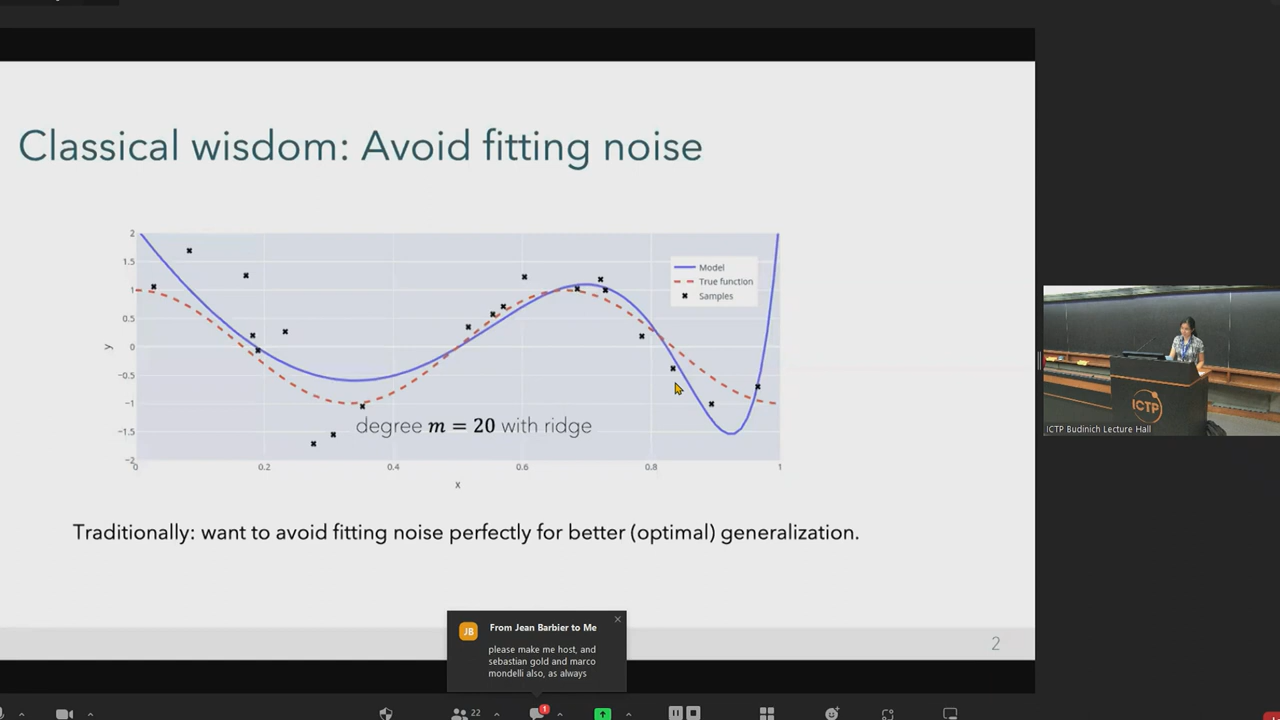 Classical wisdom: Avoid fitting noise
2
1.5
1
0.5
0
−0.5
−1
−1.5
−2
y
Model
True function
Samples
degree m = 20 with ridge
0
0.2
0.4
0.6
0.8
1
x
Traditionally: want to avoid fitting noise perfectly for better (optimal) generalization.
2
ICTP
ICTP Budinich Lecture Hall
JB
From Jean Barbier to Me
please make me host, and
sebastian gold and marco
mondelli also, as always
22
1